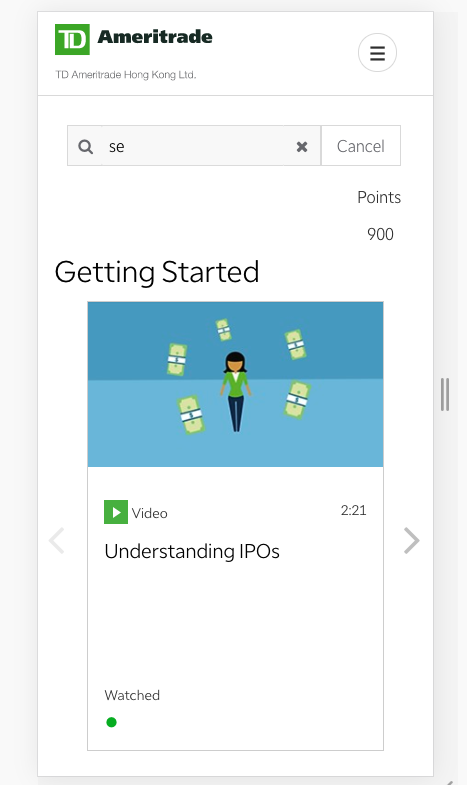 TD Ameritrade
TD Ameritrade Hong Kong Ltd.
se
Cancel
Points
900
Getting Started
Video
2:21
Understanding IPOs
Watched